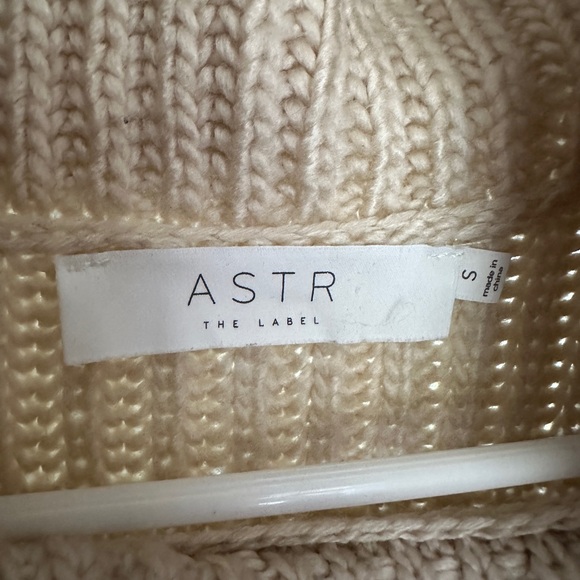 ASTR
THE LABEL
S
made in
china